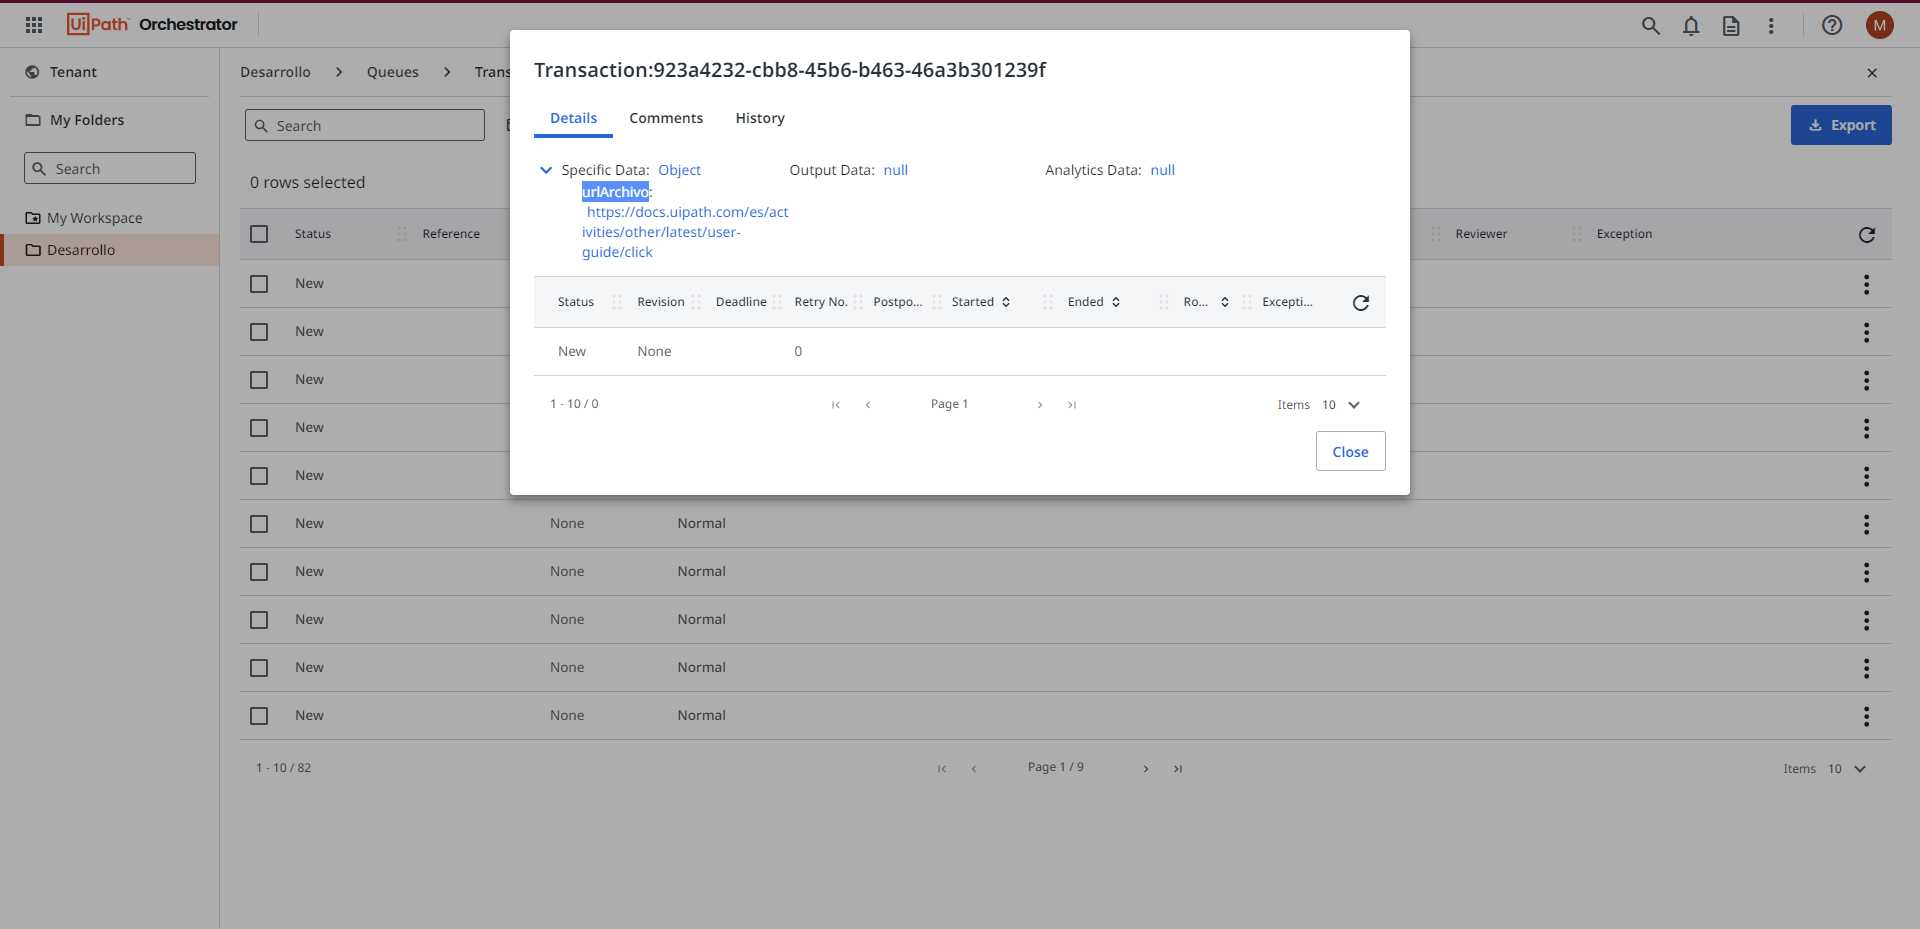 UiPath Orchestrator
M
Tenant
My Folders
Search
My Workspace
Desarrollo
Desarrollo > Queues > Trans
Search
Export
0 rows selected
Status Reference Reviewer Exception
New
New
New
New
New
New None Normal
New None Normal
New None Normal
New None Normal
New None Normal
1 - 10 / 82 Page 1 / 9 Items 10
Transaction:923a4232-cbb8-45b6-b463-46a3b301239f
Details Comments History
Specific Data: Object Output Data: null Analytics Data: null
urlArchivo:
https://docs.uipath.com/es/act
ivities/other/latest/user-
guide/click
Status Revision Deadline Retry No. Postpo... Started Ended Ro... Excepti...
New None 0
1 - 10 / 0 Page 1 Items 10
Close